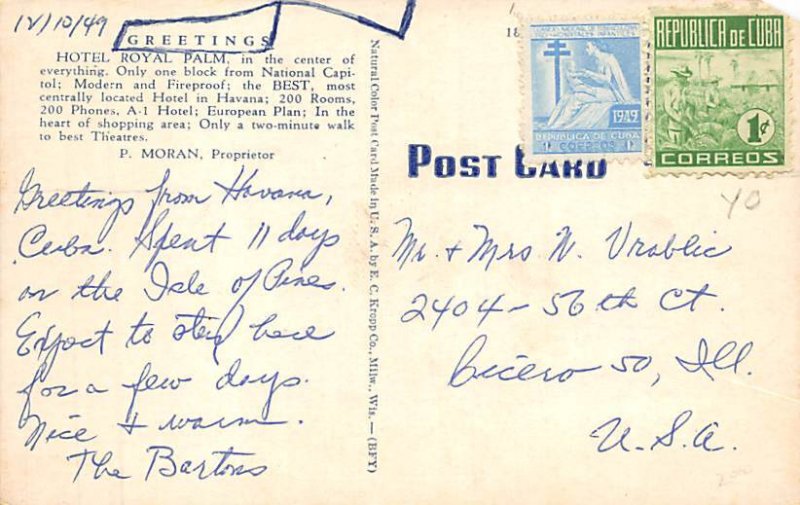 12/10/49
GREETINGS
HOTEL ROYAL PALM, in the center of
everything. Only one block from National Capi-
tol; Modern and Fireproof; the BEST, most
centrally located Hotel in Havana; 200 Rooms,
200 Phones, A-1 Hotel; European Plan; In the
heart of shopping area; Only a two-minute walk
to best Theatres.
P. MORAN, Proprietor
Greetings from Havana,
Cuba. Spent 11 days
on the Isle of Pines.
Expect to stay here
for a few days.
Nice & warm.
The Bartons
Natural Color Post Card Made in U. S. A. by E. C. Kropp Co., Milw., Wis.—(BFY)
POST CARD
1949
REPUBLICA DE CUBA
1c CORREOS 1c
REPUBLICA DE CUBA
1¢
CORREOS
YO
Mr. + Mrs W. Vrablic
2404 - 56th Ct.
Cicero 50, Ill.
U.S.A.